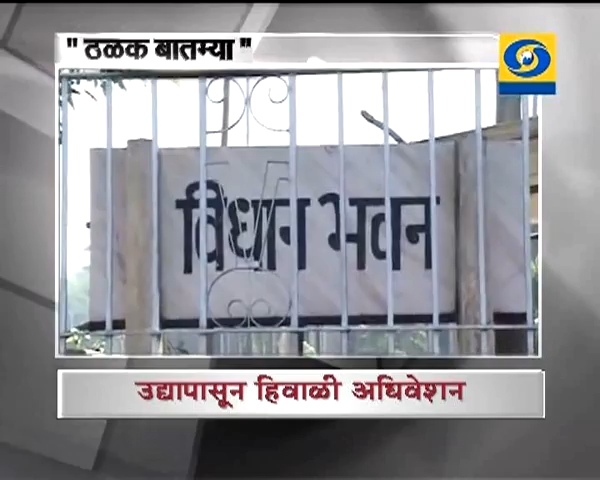 " ठळक बातम्या "
विधान भवन
उद्यापासून हिवाळी अधिवेशन